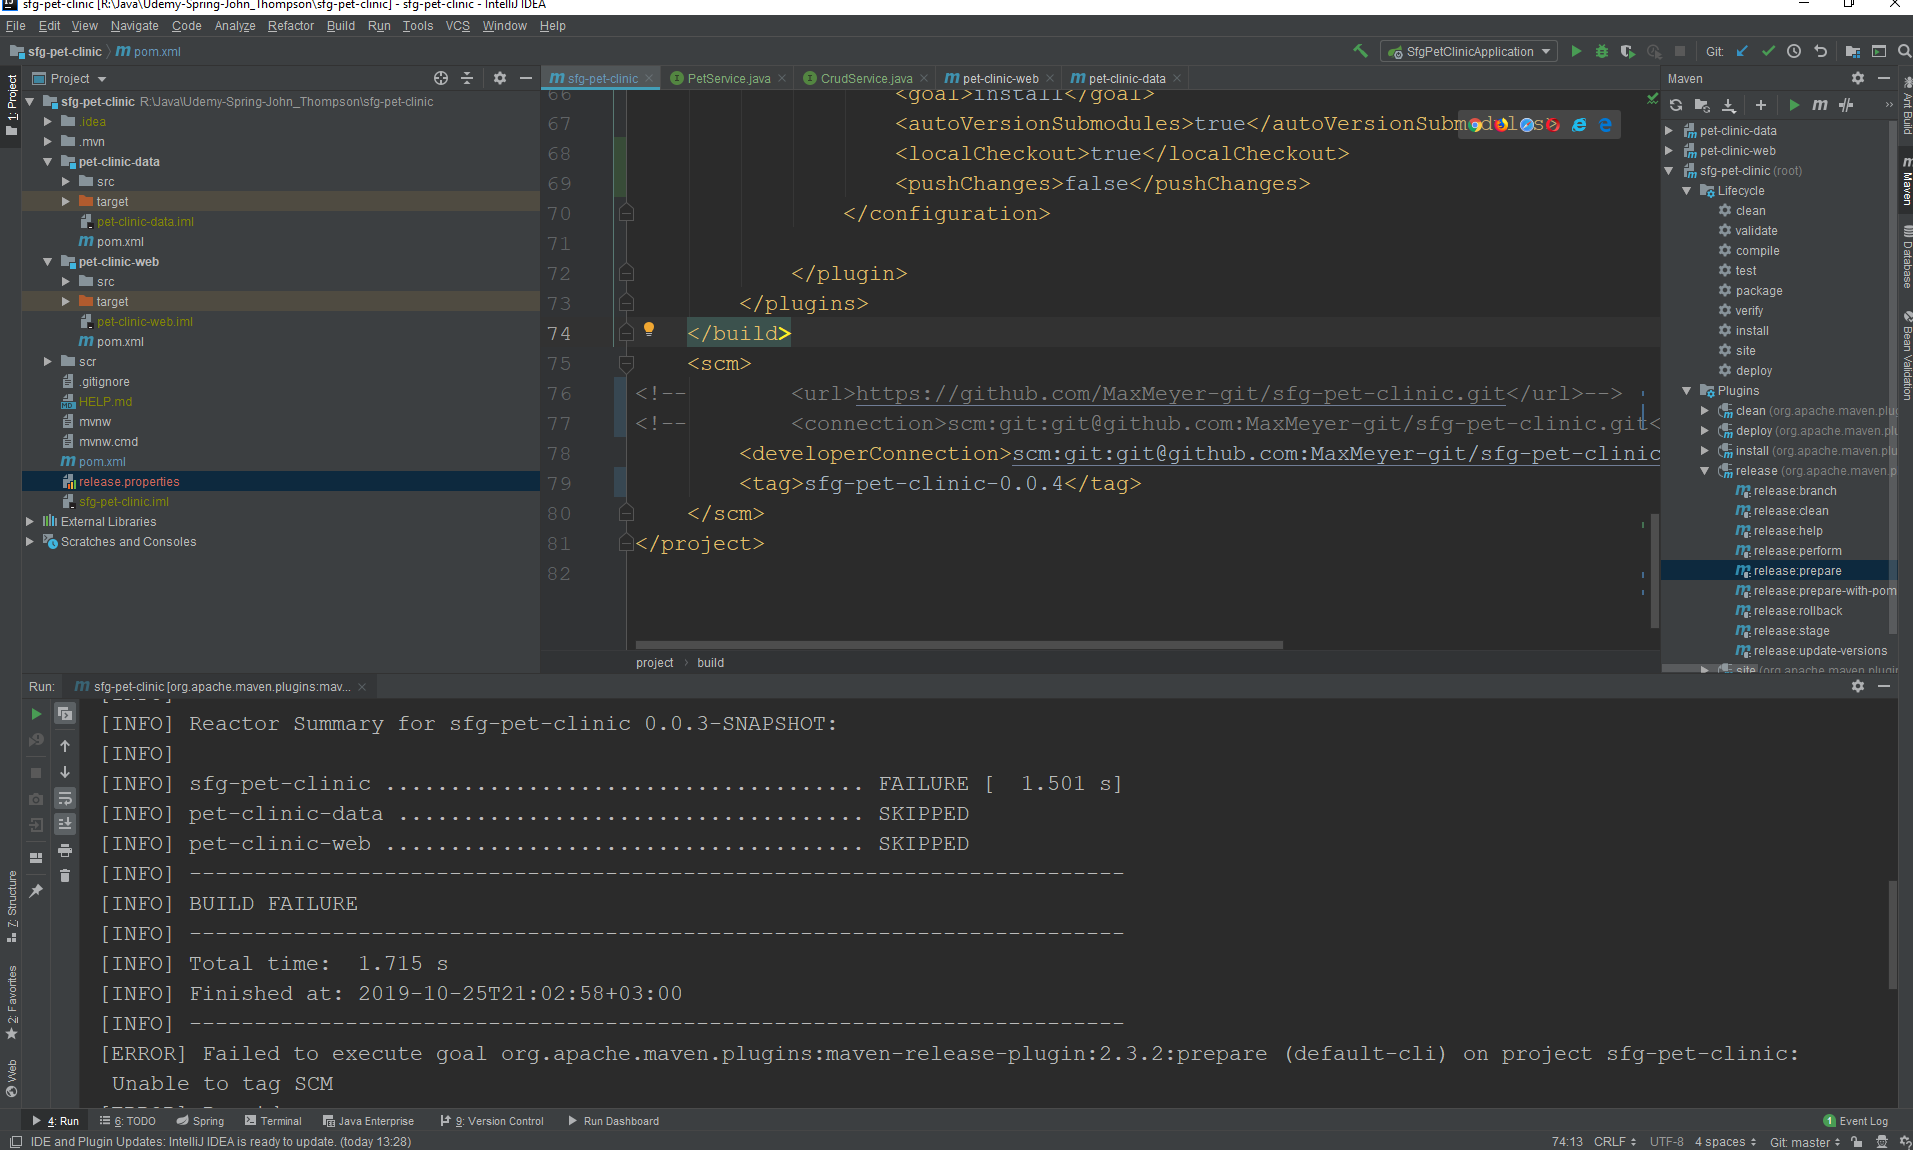 sfg-pet-clinic [R:\Java\Udemy-Spring-John_Thompson\sfg-pet-clinic] - sfg-pet-clinic - IntelliJ IDEA
File Edit View Navigate Code Analyze Refactor Build Run Tools VCS Window Help
sfg-pet-clinic pom.xml
SfgPetClinicApplication Git:
Project
sfg-pet-clinic R:\Java\Udemy-Spring-John_Thompson\sfg-pet-clinic
.idea
.mvn
pet-clinic-data
src
target
pet-clinic-data.iml
pom.xml
pet-clinic-web
src
target
pet-clinic-web.iml
pom.xml
scr
.gitignore
HELP.md
mvnw
mvnw.cmd
pom.xml
release.properties
sfg-pet-clinic.iml
External Libraries
Scratches and Consoles
1: Project
sfg-pet-clinic PetService.java CrudService.java pet-clinic-web pet-clinic-data
66 <goal>install</goal>
67 <autoVersionSubmodules>true</autoVersionSubmodules>
68 <localCheckout>true</localCheckout>
69 <pushChanges>false</pushChanges>
70 </configuration>
71
72 </plugin>
73 </plugins>
74 </build>
75 <scm>
76 <!-- <url>https://github.com/MaxMeyer-git/sfg-pet-clinic.git</url>-->
77 <!-- <connection>scm:git:git@github.com:MaxMeyer-git/sfg-pet-clinic.git<
78 <developerConnection>scm:git:git@github.com:MaxMeyer-git/sfg-pet-clinic
79 <tag>sfg-pet-clinic-0.0.4</tag>
80 </scm>
81 </project>
82
project › build
Maven
pet-clinic-data
pet-clinic-web
sfg-pet-clinic (root)
Lifecycle
clean
validate
compile
test
package
verify
install
site
deploy
Plugins
clean (org.apache.maven.plug
deploy (org.apache.maven.pl
install (org.apache.maven.plu
release (org.apache.maven.p
release:branch
release:clean
release:help
release:perform
release:prepare
release:prepare-with-pom
release:rollback
release:stage
release:update-versions
site (org.apache.maven.plugin
Ant Build
Maven
Database
Bean Validation
Run: sfg-pet-clinic [org.apache.maven.plugins:mav...
[INFO] Reactor Summary for sfg-pet-clinic 0.0.3-SNAPSHOT:
[INFO]
[INFO] sfg-pet-clinic ..................................... FAILURE [  1.501 s]
[INFO] pet-clinic-data .................................... SKIPPED
[INFO] pet-clinic-web ..................................... SKIPPED
[INFO] ------------------------------------------------------------------------
[INFO] BUILD FAILURE
[INFO] ------------------------------------------------------------------------
[INFO] Total time:  1.715 s
[INFO] Finished at: 2019-10-25T21:02:58+03:00
[INFO] ------------------------------------------------------------------------
[ERROR] Failed to execute goal org.apache.maven.plugins:maven-release-plugin:2.3.2:prepare (default-cli) on project sfg-pet-clinic:
Unable to tag SCM
7: Structure
2: Favorites
Web
4: Run 6: TODO Spring Terminal Java Enterprise 9: Version Control Run Dashboard 1 Event Log
IDE and Plugin Updates: IntelliJ IDEA is ready to update. (today 13:28) 74:13 CRLF UTF-8 4 spaces Git: master